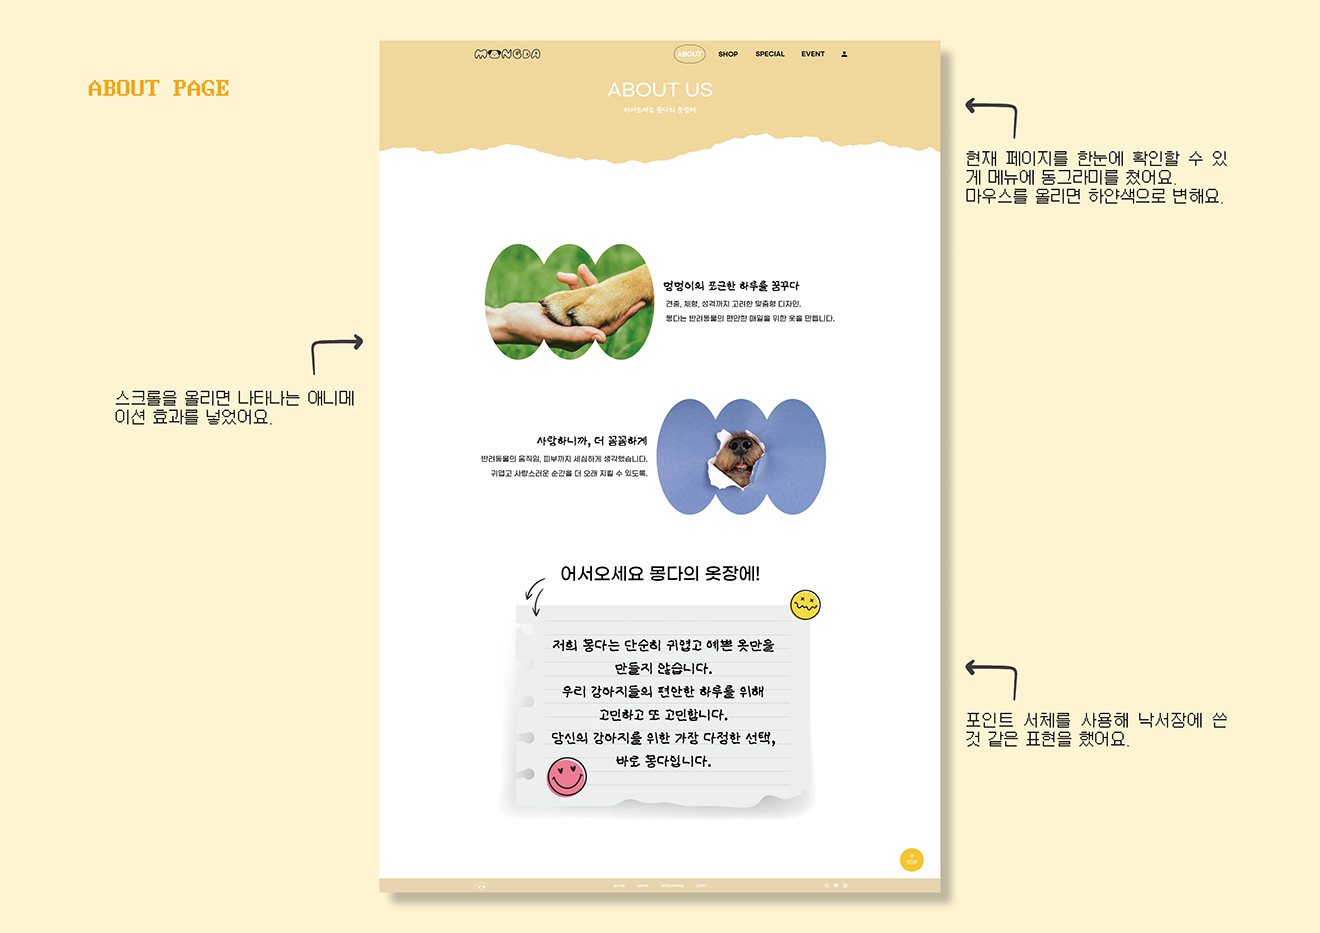 ABOUT PAGE
MONGDA
ABOUT
SHOP
SPECIAL
EVENT
ABOUT US
어서오세요 몽다의 옷장에
현재 페이지를 한눈에 확인할 수 있
게 메뉴에 동그라미를 쳤어요.
마우스를 올리면 하얀색으로 변해요.
멍멍이의 포근한 하루를 꿈꾸다
견종, 체형, 성격까지 고려한 맞춤형 디자인.
몽다는 반려동물의 편안한 매일을 위한 옷을 만듭니다.
스크롤을 올리면 나타나는 애니메
이션 효과를 넣었어요.
사랑하니까, 더 꼼꼼하게
반려동물의 움직임, 피부까지 세심하게 생각했습니다.
귀엽고 사랑스러운 순간을 더 오래 지킬 수 있도록.
어서오세요 몽다의 옷장에!
저희 몽다는 단순히 귀엽고 예쁜 옷만을
만들지 않습니다.
우리 강아지들의 편안한 하루를 위해
고민하고 또 고민합니다.
당신의 강아지를 위한 가장 다정한 선택,
바로 몽다입니다.
포인트 서체를 사용해 낙서장에 쓴
것 같은 표현을 했어요.
TOP